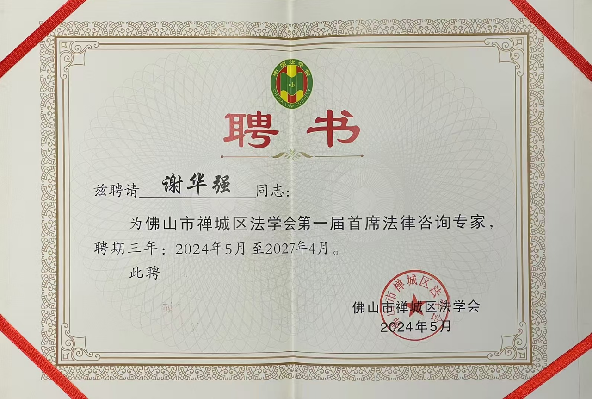 聘书
兹聘请 谢华强 同志:
为佛山市禅城区法学会第一届首席法律咨询专家,
聘期三年:2024年5月至2027年4月。
此聘
佛山市禅城区法学会
2024年5月